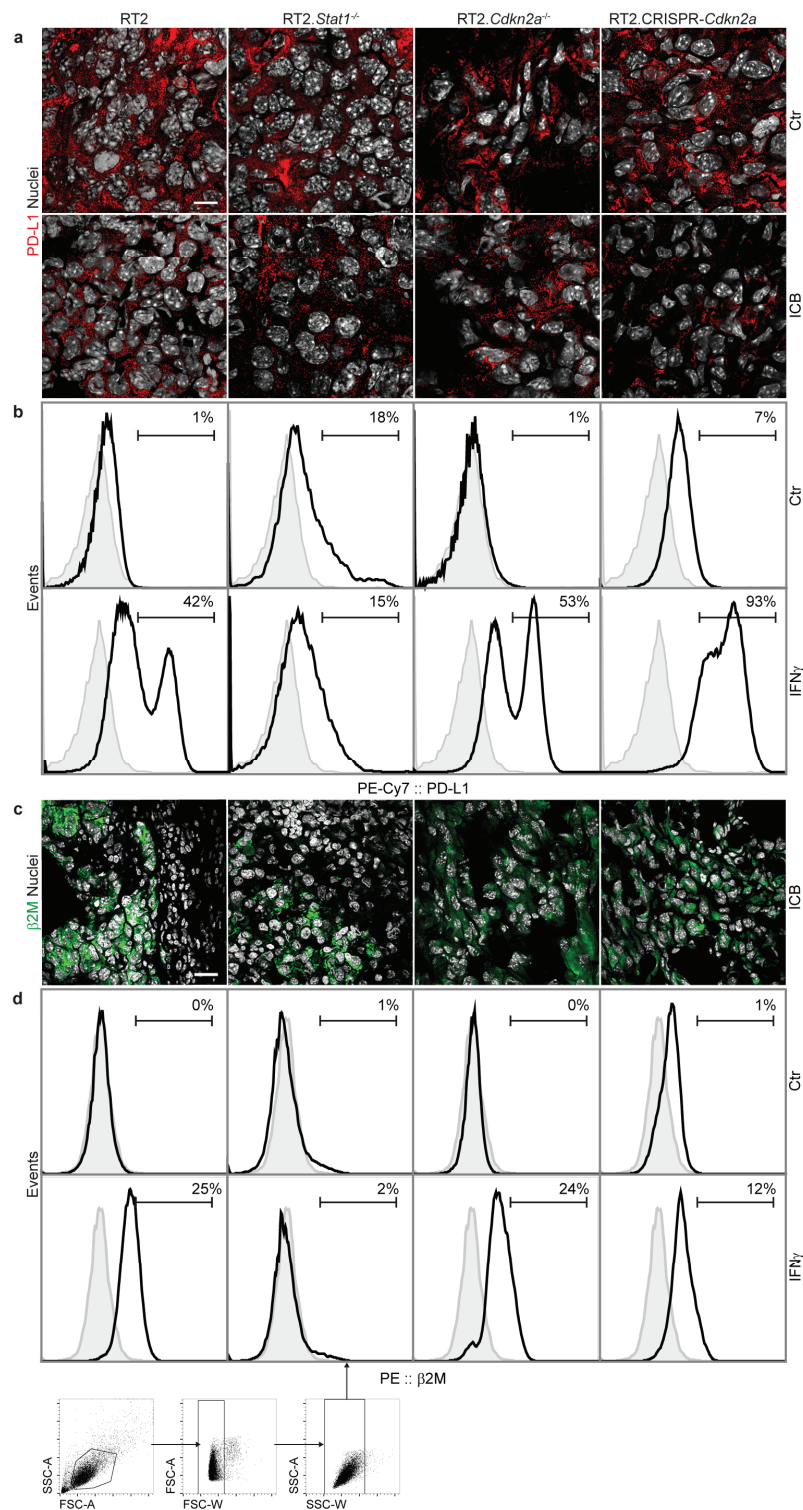 RT2 RT2.Stat1-/- RT2.Cdkn2a-/- RT2.CRISPR-Cdkn2a
a
PD-L1 Nuclei
Ctr
ICB
b
1% 18% 1% 7%
Ctr
Events
42% 15% 53% 93%
IFNγ
PE-Cy7 :: PD-L1
c
β2M Nuclei
ICB
d
0% 1% 0% 1%
Ctr
Events
25% 2% 24% 12%
IFNγ
PE :: β2M
SSC-A FSC-A SSC-A
FSC-A FSC-W SSC-W